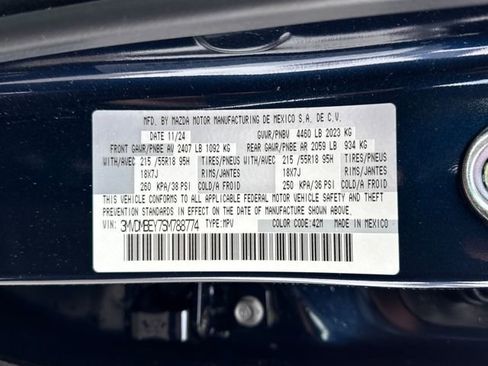 MFD. BY MAZDA MOTOR MANUFACTURING DE MEXICO S.A. DE C.V.
DATE 11/24 GVWR/PNBV 4460 LB 2023 KG
FRONT GAWR/PNBE AV 2407 LB 1092 KG REAR GAWR/PNBE AR 2059 LB 934 KG
WITH/AVEC 215/55R18 95H TIRES/PNEUS WITH/AVEC 215/55R18 95H TIRES/PNEUS
18X7J RIMS/JANTES 18X7J RIMS/JANTES
260 KPA/38 PSI COLD/A FROID 250 KPA/36 PSI COLD/A FROID
THIS VEHICLE CONFORMS TO ALL APPLICABLE FEDERAL MOTOR VEHICLE SAFETY AND
THEFT PREVENTION STANDARDS IN EFFECT ON THE DATE OF MANUFACTURE SHOWN ABOVE.
VIN: 3MVDMBEY7SM788774 TYPE:MPV COLOR CODE:42M MADE IN MEXICO